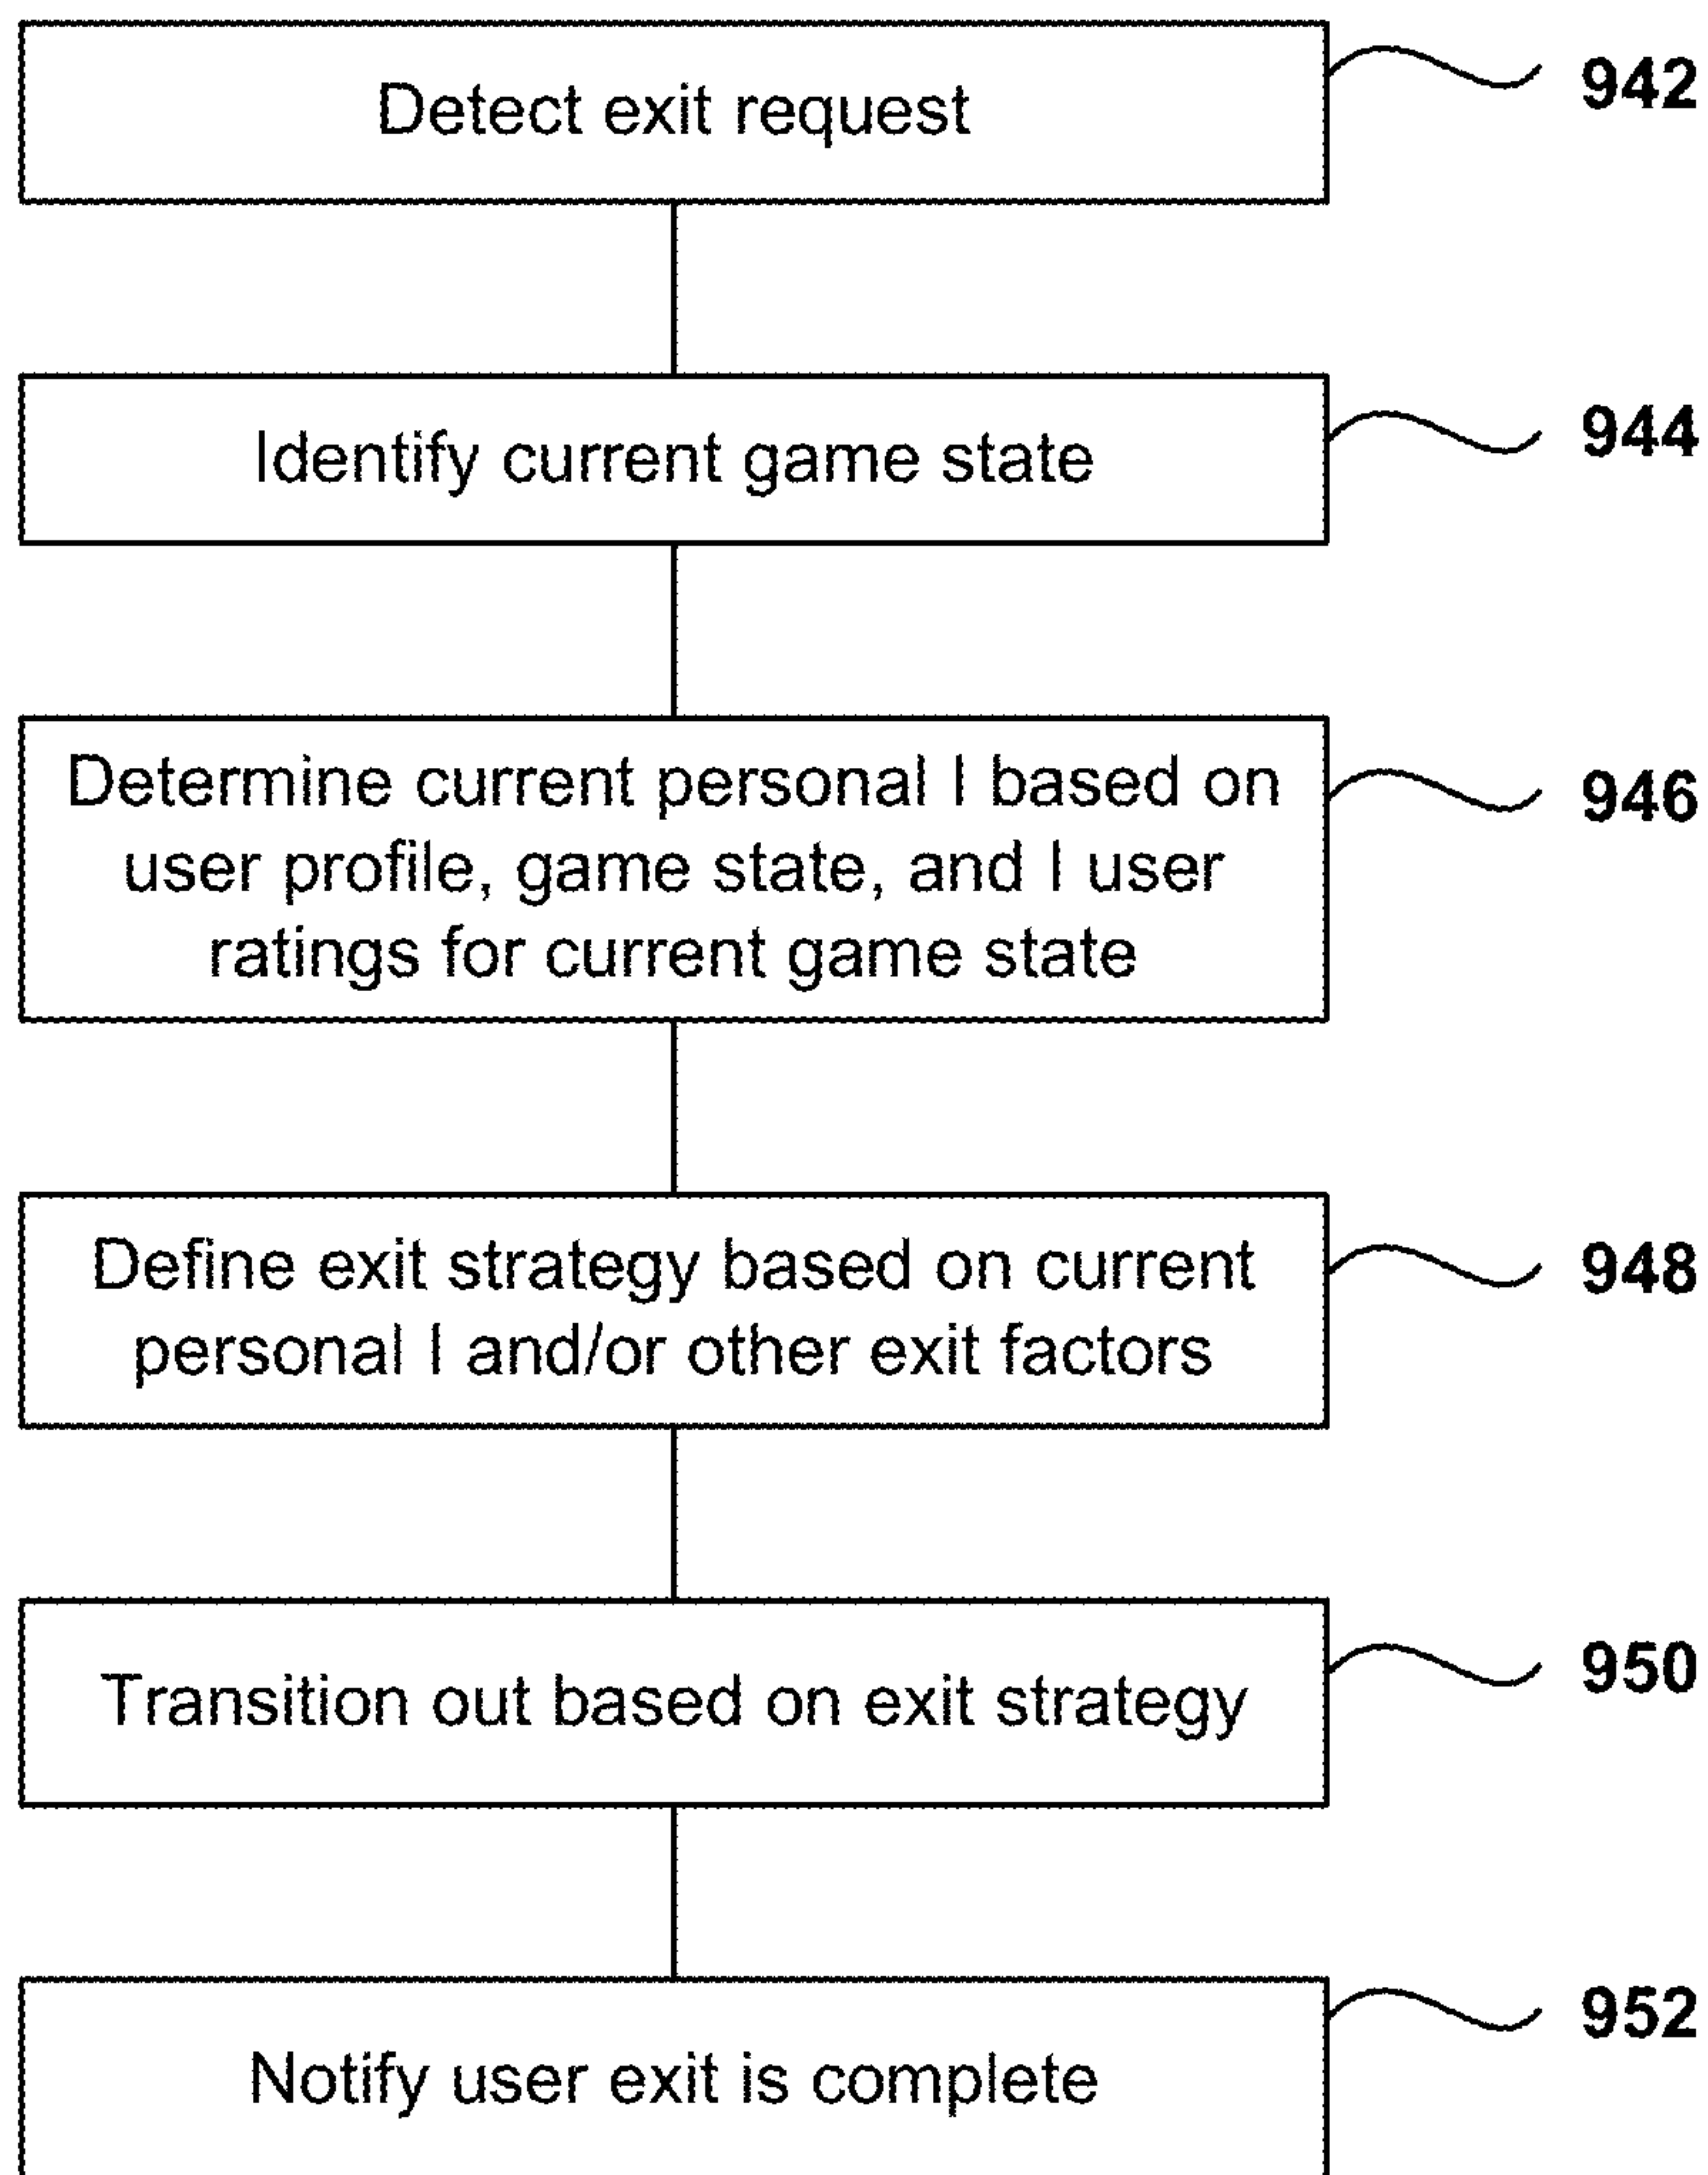 Detect exit request
942
Identify current game state
944
Determine current personal I based on
user profile, game state, and I user
ratings for current game state
946
Define exit strategy based on current
personal I and/or other exit factors
948
Transition out based on exit strategy
950
Notify user exit is complete
952